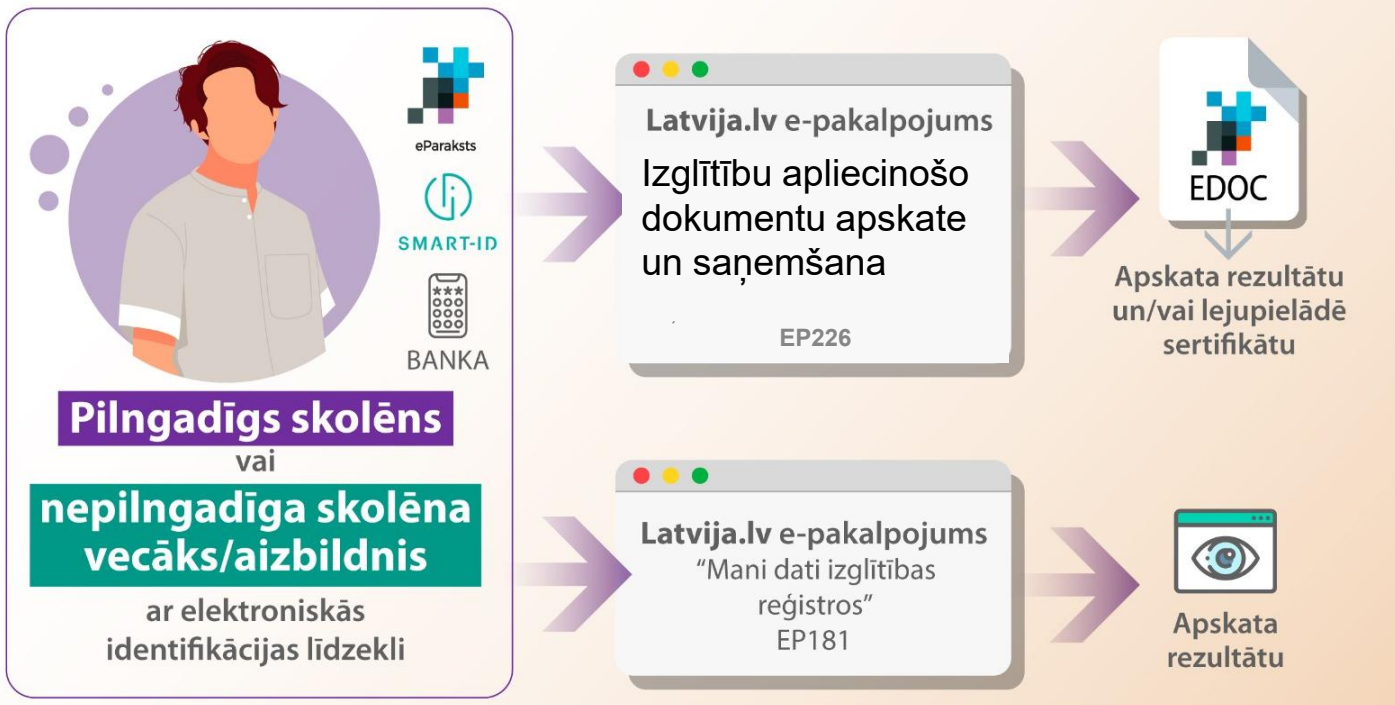 eParaksts
SMART-ID
BANKA
Pilngadīgs skolēns
vai
nepilngadīga skolēna
vecāks/aizbildnis
ar elektroniskās
identifikācijas līdzekli
Latvija.lv e-pakalpojums
Izglītību apliecinošo
dokumentu apskate
un saņemšana
EP226
EDOC
Apskata rezultātu
un/vai lejupielādē
sertifikātu
Latvija.lv e-pakalpojums
“Mani dati izglītības
reģistros”
EP181
Apskata
rezultātu